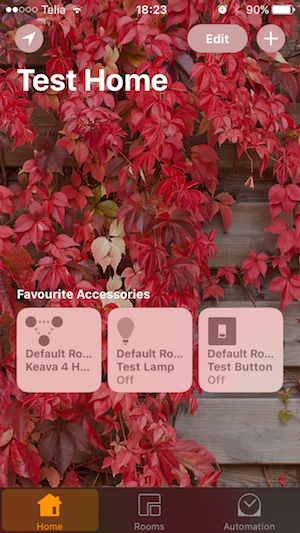 Telia 18:23 90%
Edit
Test Home
Favourite Accessories
Default Ro... Default Ro... Default Ro...
Keava 4 H... Test Lamp Test Button
Off Off
Home Rooms Automation